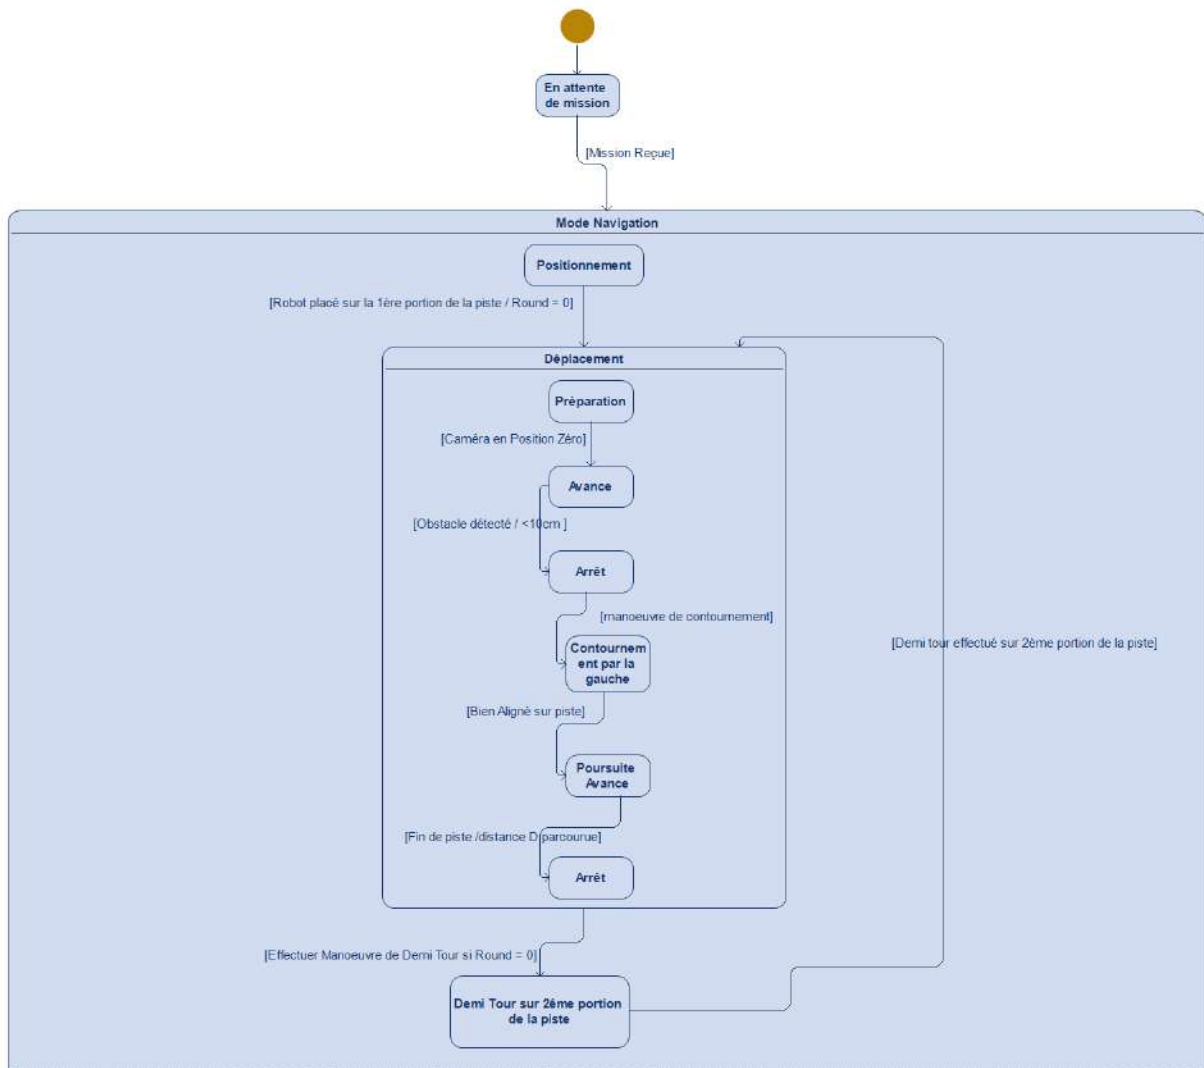 En attente
de mission
[Mission Reçue]
Mode Navigation
Positionnement
[Robot placé sur la 1ère portion de la piste / Round = 0]
Déplacement
Préparation
[Caméra en Position Zéro]
Avance
[Obstacle détecté / <10cm ]
Arrêt
[manoeuvre de contournement]
Contournem
ent par la
gauche
[Demi tour effectué sur 2ème portion de la piste]
[Bien Aligné sur piste]
Poursuite
Avance
[Fin de piste /distance D parcourue]
Arrêt
[Effectuer Manoeuvre de Demi Tour si Round = 0]
Demi Tour sur 2éme portion
de la piste